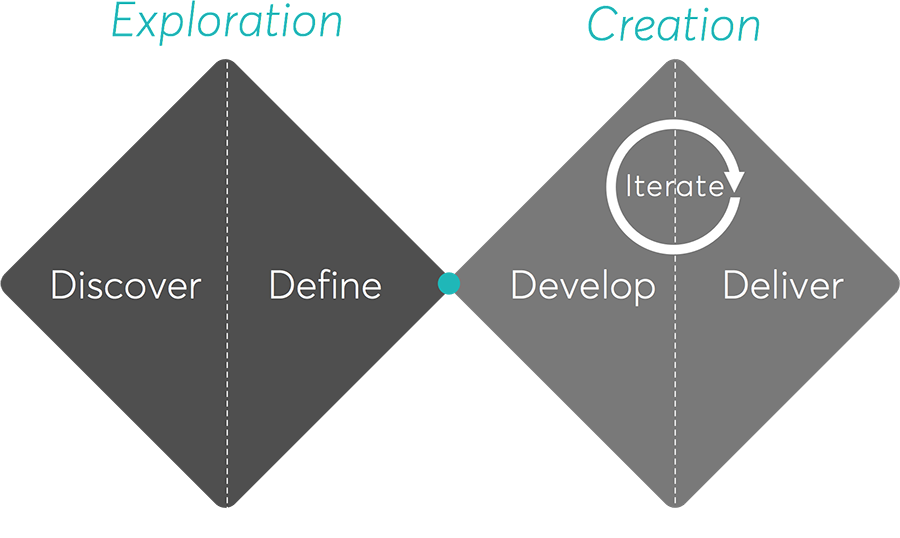 Exploration
Creation
Iterate
Discover
Define
Develop
Deliver